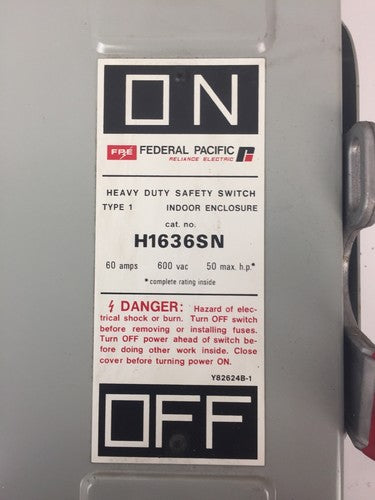 ON
FPE FEDERAL PACIFIC
RELIANCE ELECTRIC
HEAVY DUTY SAFETY SWITCH
TYPE 1 INDOOR ENCLOSURE
cat. no.
H1636SN
60 amps 600 vac 50 max. h.p.*
*complete rating inside
DANGER: Hazard of elec-
trical shock or burn. Turn OFF switch
before removing or installing fuses.
Turn OFF power ahead of switch be-
fore doing other work inside. Close
cover before turning power ON.
Y82624B-1
OFF